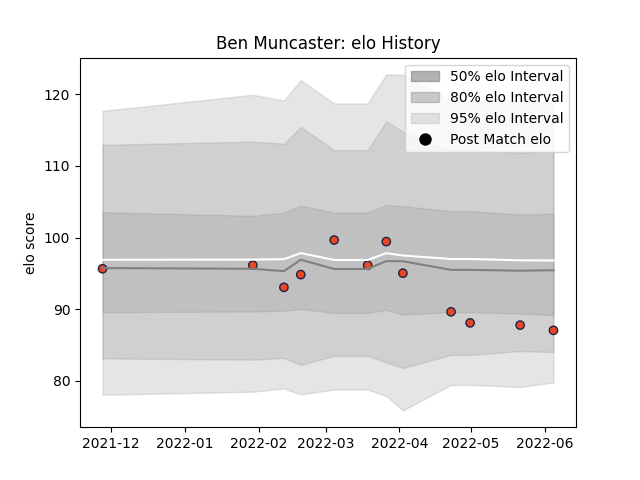 Ben Muncaster: elo History
50% elo Interval
80% elo Interval
95% elo Interval
Post Match elo
elo score
120
110
100
90
80
2021-12 2022-01 2022-02 2022-03 2022-04 2022-05 2022-06